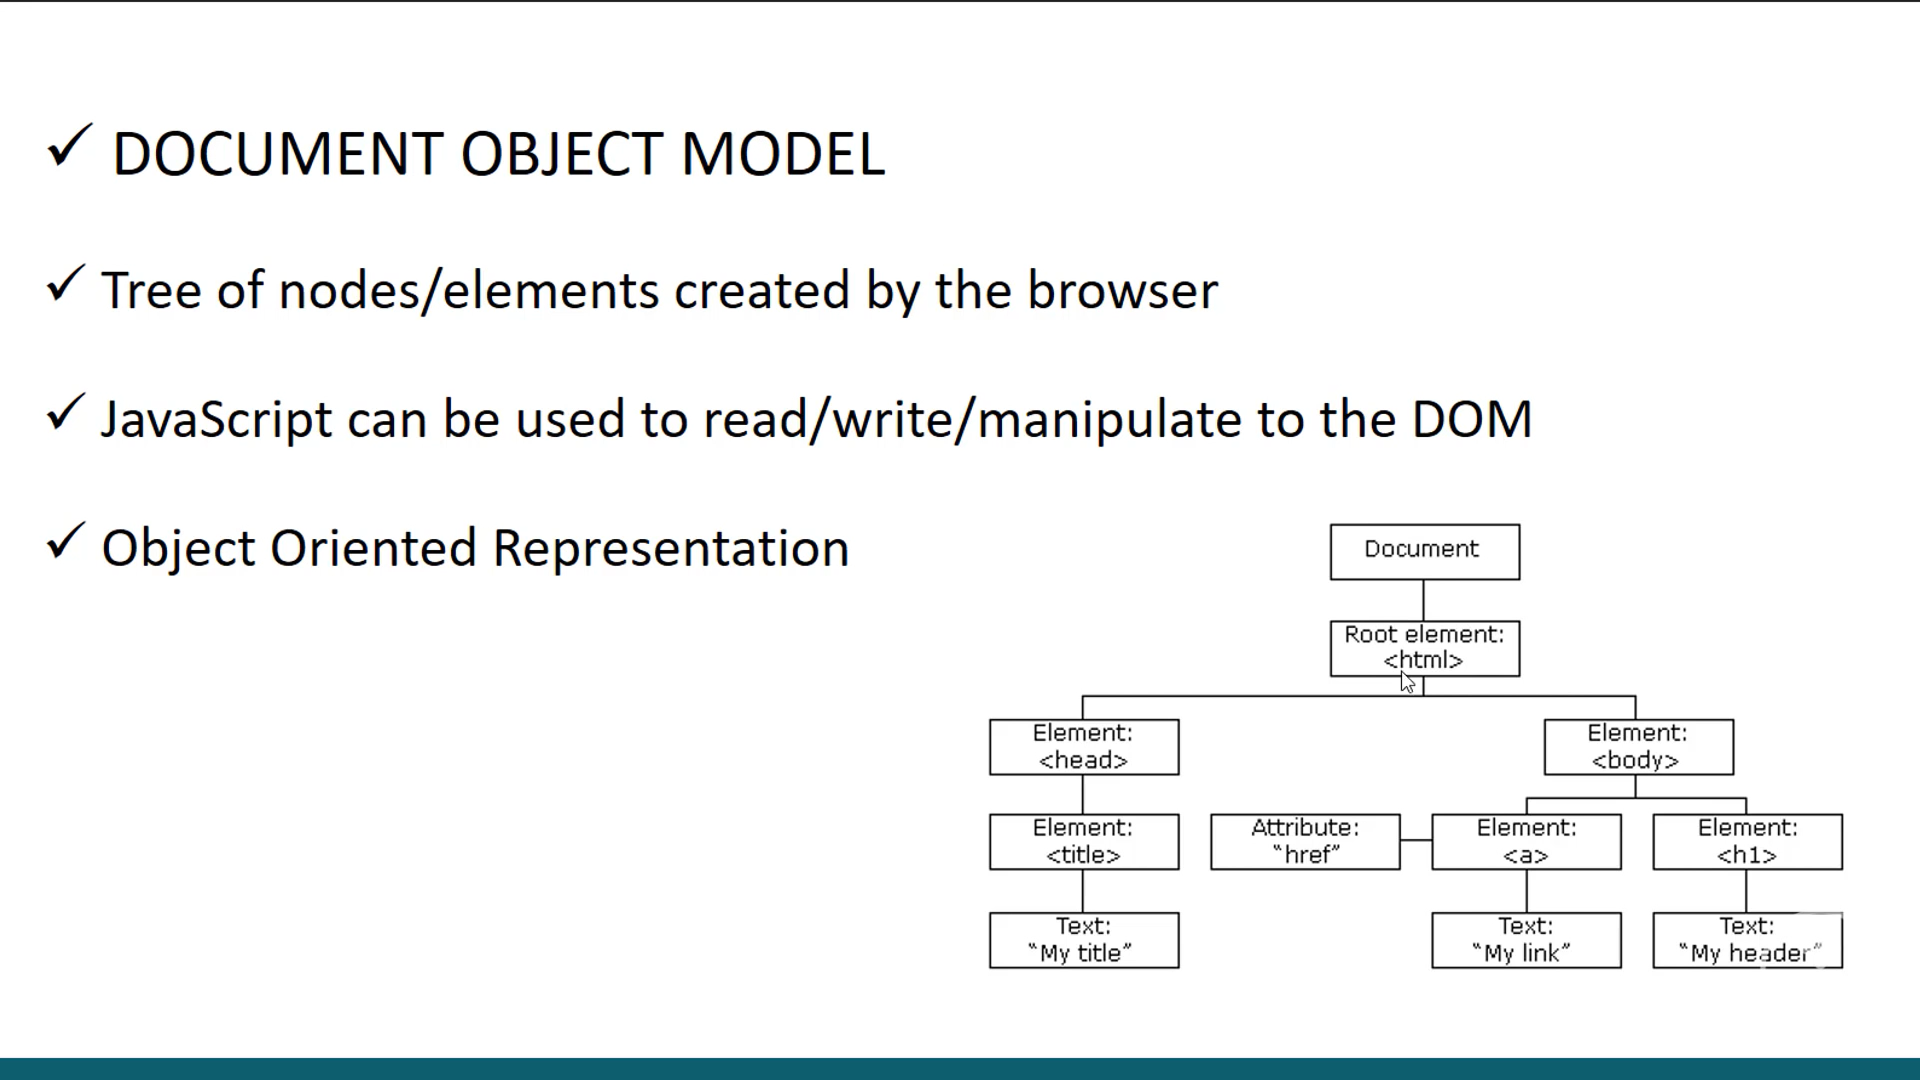 DOCUMENT OBJECT MODEL
Tree of nodes/elements created by the browser
JavaScript can be used to read/write/manipulate to the DOM
Object Oriented Representation
Document
Root element:
<html>
Element:
<head>
Element:
<body>
Element:
<title>
Attribute:
“href”
Element:
<a>
Element:
<h1>
Text:
“My title”
Text:
“My link”
Text:
“My header”